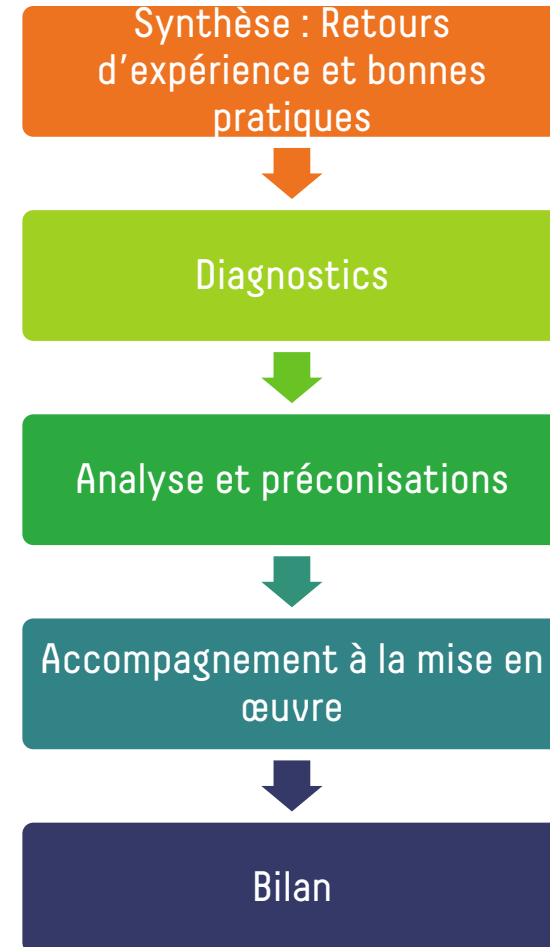 Synthèse : Retours
d’expérience et bonnes
pratiques
Diagnostics
Analyse et préconisations
Accompagnement à la mise en
œuvre
Bilan